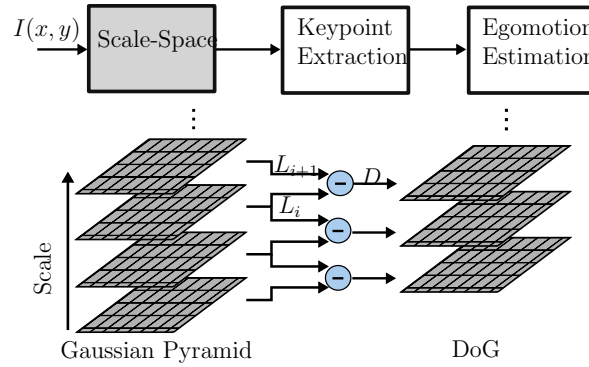 I(x, y)
Scale-Space
Keypoint
Extraction
Egomotion
Estimation
L_{i+1}
D
L_i
Scale
Gaussian Pyramid
DoG